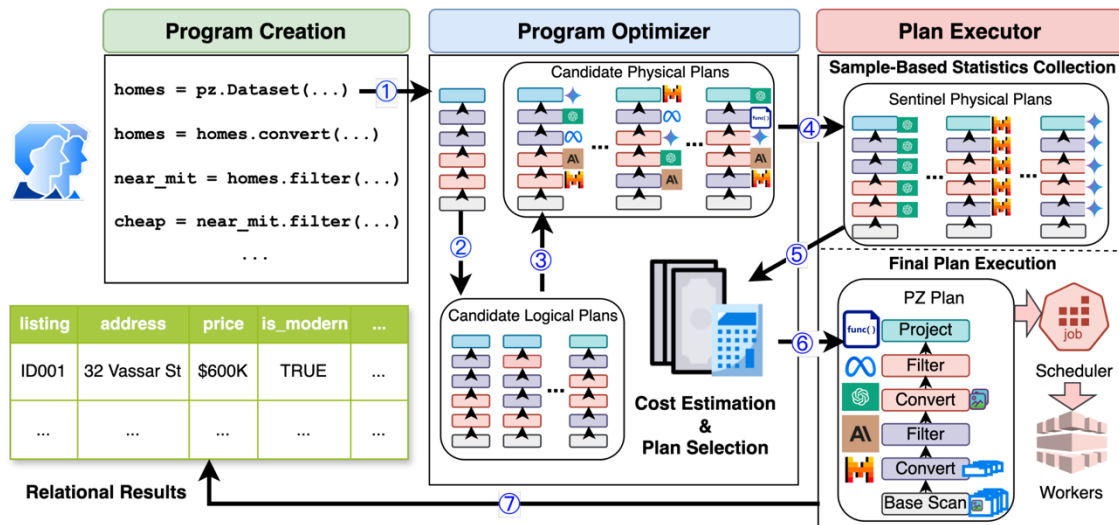 Program Creation
homes = pz.Dataset(...)
homes = homes.convert(...)
near_mit = homes.filter(...)
cheap = near_mit.filter(...)
...
Program Optimizer
①
Candidate Physical Plans
... ...
func()
②
③
Candidate Logical Plans
...
Cost Estimation
&
Plan Selection
Plan Executor
Sample-Based Statistics Collection
④
Sentinel Physical Plans
... ...
⑤
Final Plan Execution
⑥
PZ Plan
func()
Project
Filter
Convert
Filter
Convert
Base Scan
job
Scheduler
Workers
listing address price is_modern ...
ID001 32 Vassar St $600K TRUE ...
... ... ... ... ...
Relational Results
⑦